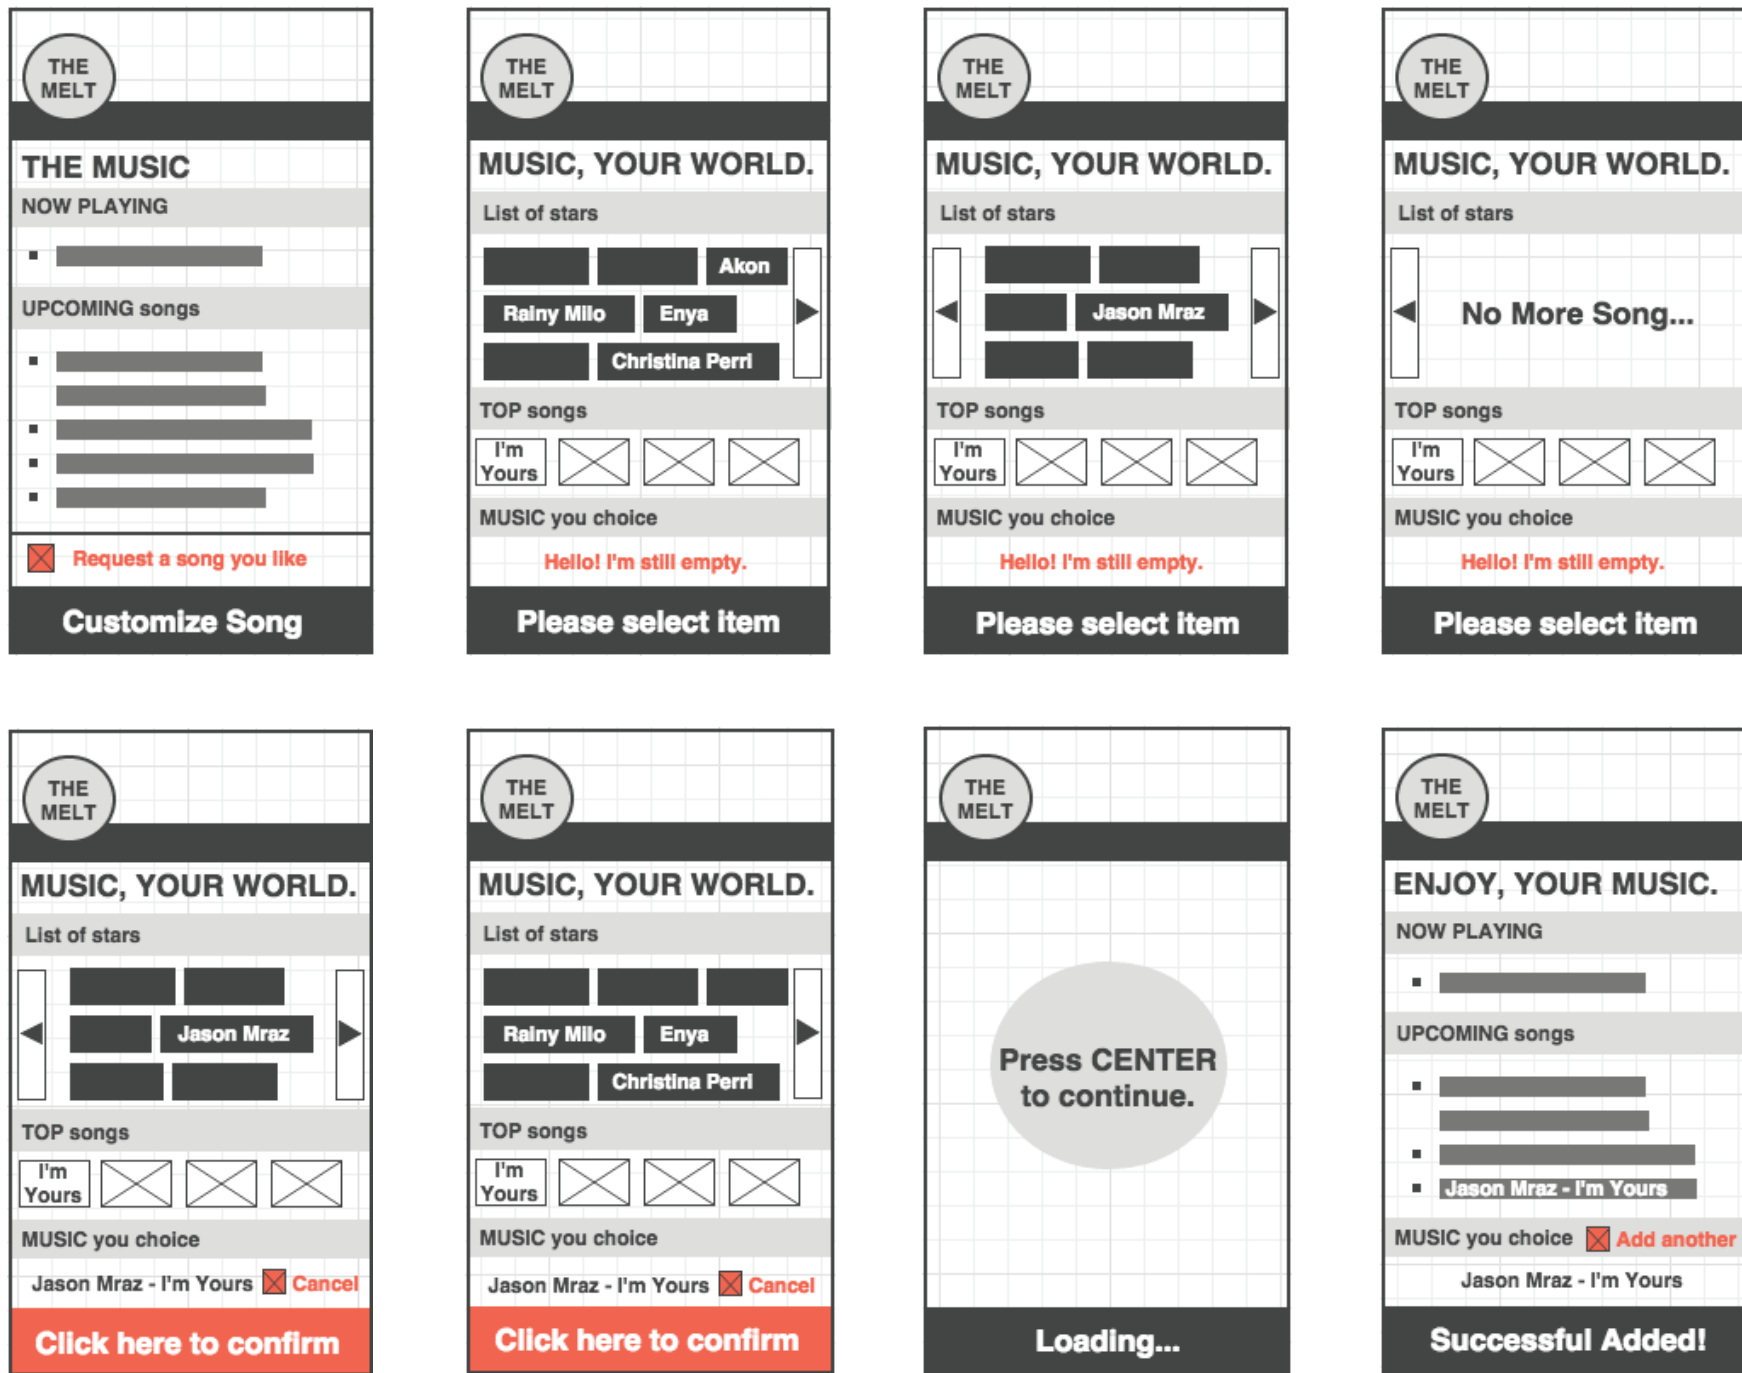 THE
MELT
THE MUSIC
NOW PLAYING
UPCOMING songs
Request a song you like
Customize Song
THE
MELT
MUSIC, YOUR WORLD.
List of stars
Akon
Rainy Milo
Enya
Christina Perri
TOP songs
I'm
Yours
MUSIC you choice
Hello! I'm still empty.
Please select item
THE
MELT
MUSIC, YOUR WORLD.
List of stars
Jason Mraz
TOP songs
I'm
Yours
MUSIC you choice
Hello! I'm still empty.
Please select item
THE
MELT
MUSIC, YOUR WORLD.
List of stars
No More Song...
TOP songs
I'm
Yours
MUSIC you choice
Hello! I'm still empty.
Please select item
THE
MELT
MUSIC, YOUR WORLD.
List of stars
Jason Mraz
TOP songs
I'm
Yours
MUSIC you choice
Jason Mraz - I'm Yours Cancel
Click here to confirm
THE
MELT
MUSIC, YOUR WORLD.
List of stars
Rainy Milo
Enya
Christina Perri
TOP songs
I'm
Yours
MUSIC you choice
Jason Mraz - I'm Yours Cancel
Click here to confirm
THE
MELT
Press CENTER
to continue.
Loading...
THE
MELT
ENJOY, YOUR MUSIC.
NOW PLAYING
UPCOMING songs
Jason Mraz - I'm Yours
MUSIC you choice Add another
Jason Mraz - I'm Yours
Successful Added!